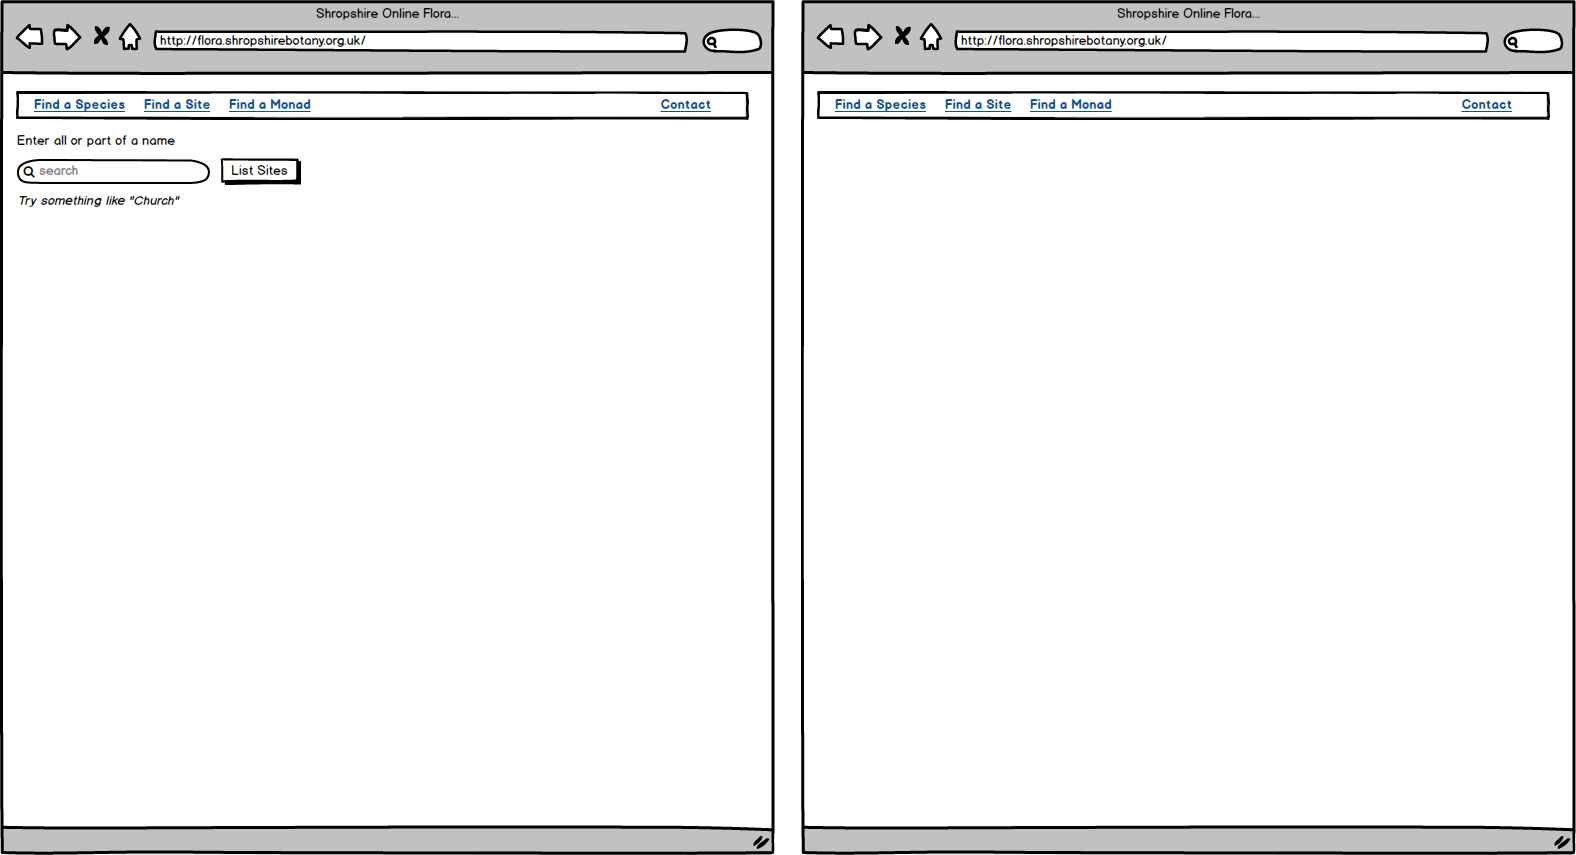 Shropshire Online Flora...
http://flora.shropshirebotany.org.uk/
Find a Species Find a Site Find a Monad Contact
Enter all or part of a name
search List Sites
Try something like "Church"
Shropshire Online Flora...
http://flora.shropshirebotany.org.uk/
Find a Species Find a Site Find a Monad Contact